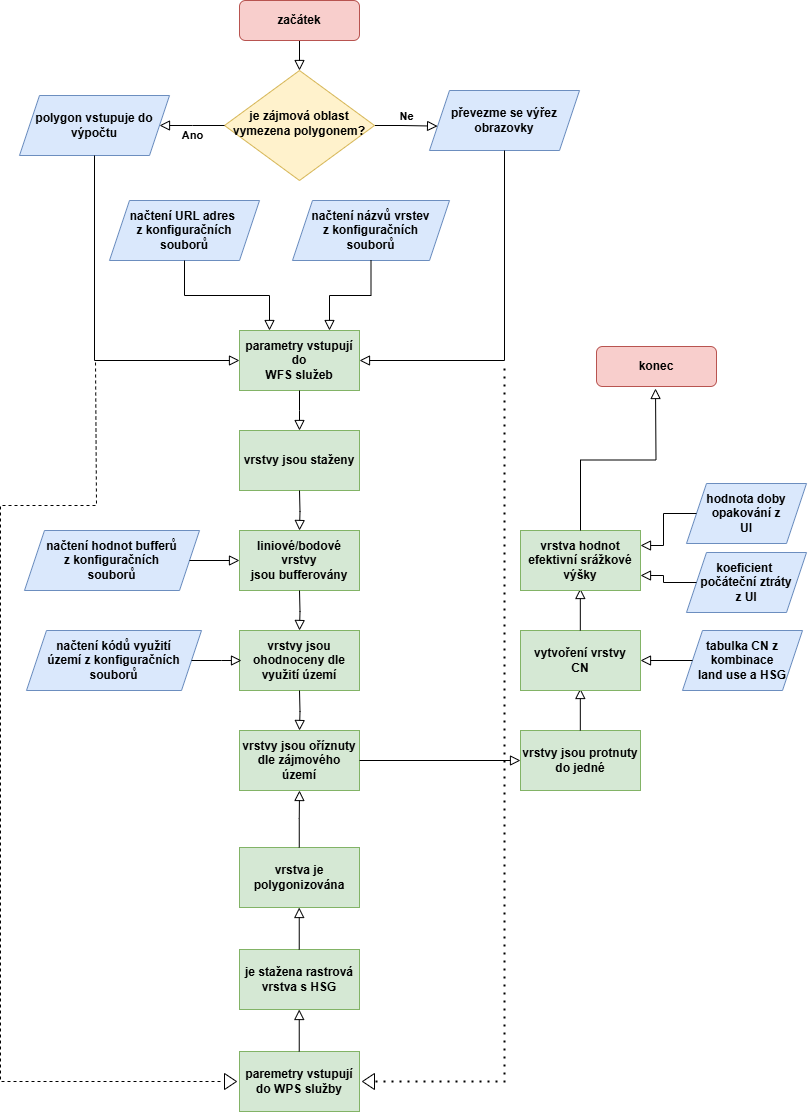 začátek
je zájmová oblast
vymezena polygonem?
Ano
Ne
polygon vstupuje do
výpočtu
převezme se výřez
obrazovky
načtení URL adres
z konfiguračních
souborů
načtení názvů vrstev
z konfiguračních
souborů
parametry vstupují
do
WFS služeb
vrstvy jsou staženy
načtení hodnot bufferů
z konfiguračních
souborů
liniové/bodové
vrstvy
jsou bufferovány
načtení kódů využití
území z konfiguračních
souborů
vrstvy jsou
ohodnoceny dle
využití území
vrstvy jsou oříznuty
dle zájmového
území
vrstva je
polygonizována
je stažena rastrová
vrstva s HSG
paremetry vstupují
do WPS služby
vrstvy jsou protnuty
do jedné
vytvoření vrstvy
CN
tabulka CN z
kombinace
land use a HSG
vrstva hodnot
efektivní srážkové
výšky
hodnota doby
opakování z
UI
koeficient
počáteční ztráty
z UI
konec